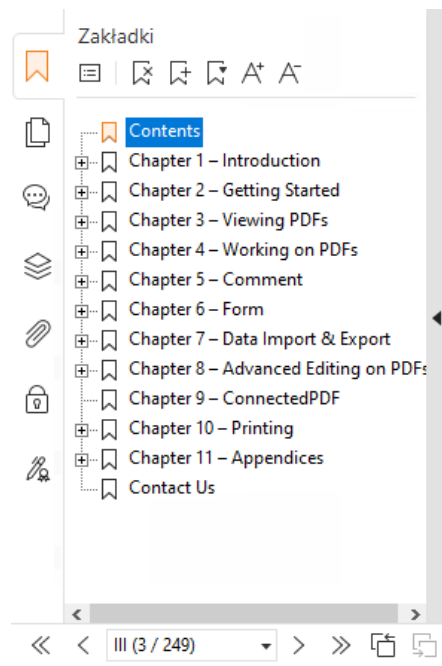 Zakładki
A+ A-
Contents
Chapter 1 – Introduction
Chapter 2 – Getting Started
Chapter 3 – Viewing PDFs
Chapter 4 – Working on PDFs
Chapter 5 – Comment
Chapter 6 – Form
Chapter 7 – Data Import & Export
Chapter 8 – Advanced Editing on PDFs
Chapter 9 – ConnectedPDF
Chapter 10 – Printing
Chapter 11 – Appendices
Contact Us
III (3 / 249)